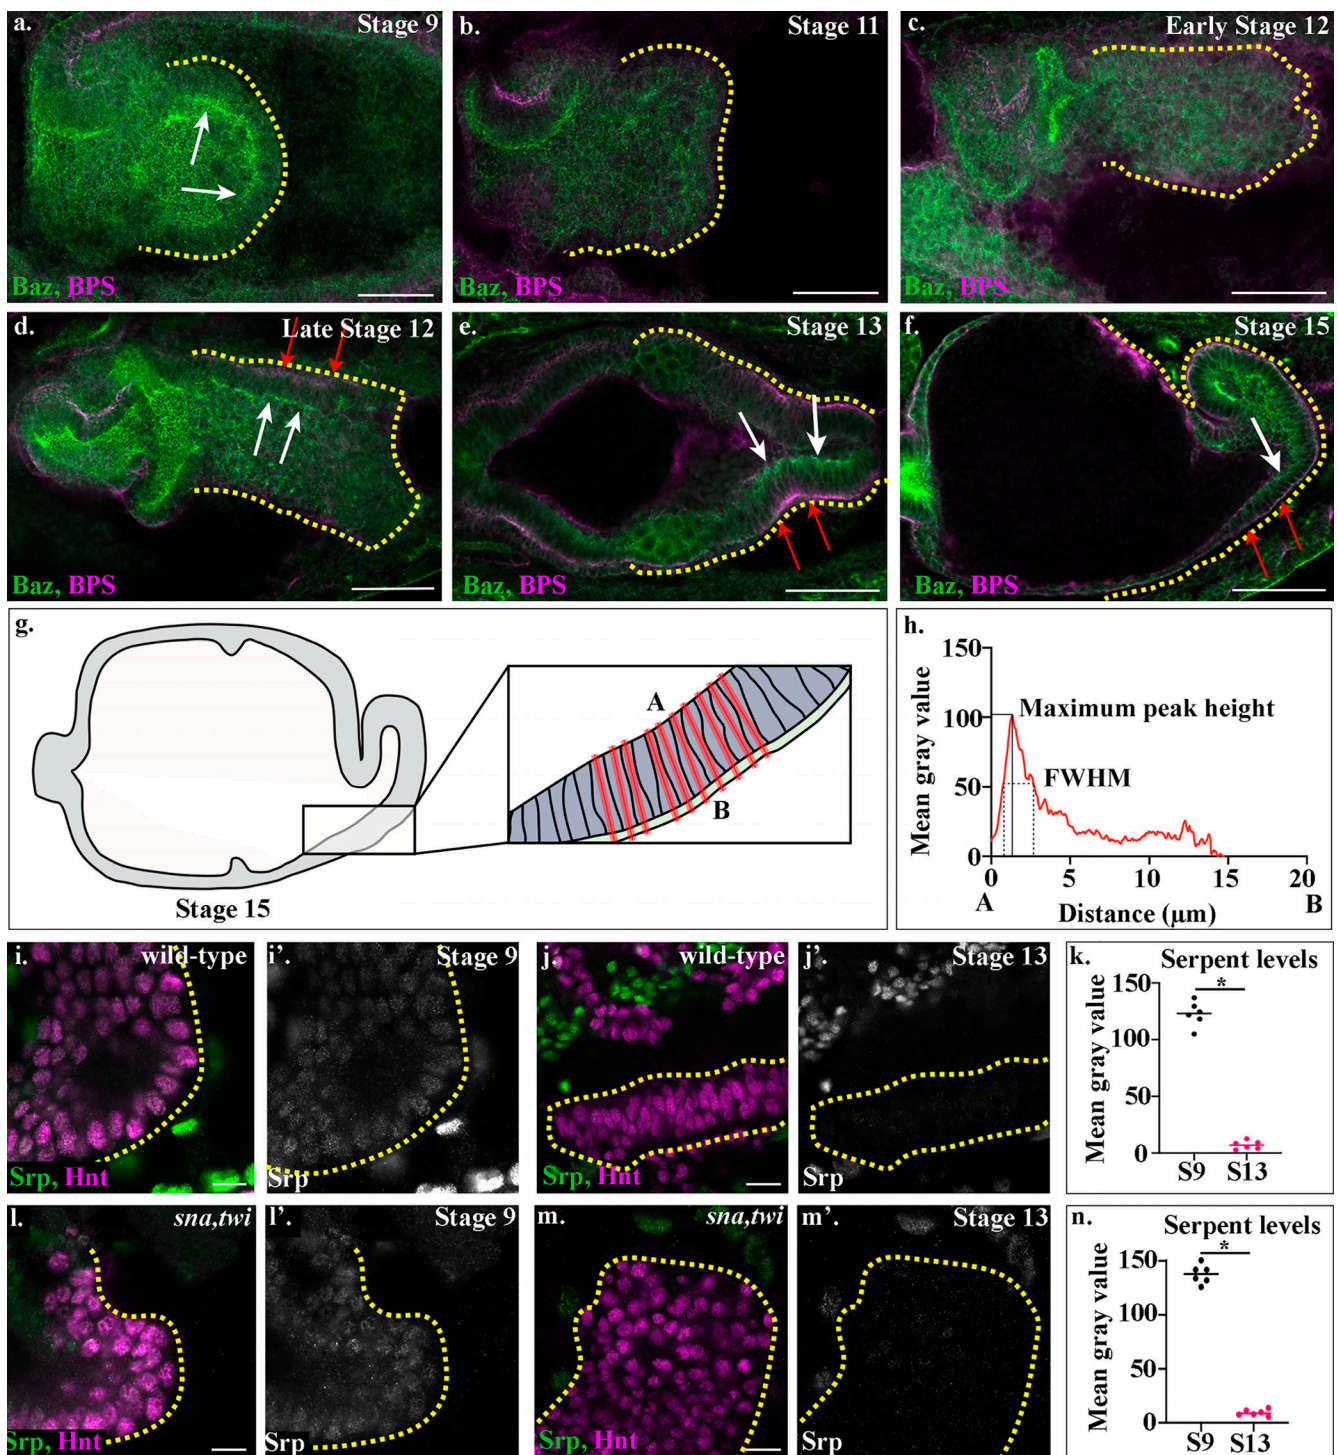 a. Stage 9
Baz, BPS
b. Stage 11
Baz, BPS
c. Early Stage 12
Baz, BPS
d. Late Stage 12
Baz, BPS
e. Stage 13
Baz, BPS
f. Stage 15
Baz, BPS
g.
A
B
Stage 15
h.
150
Maximum peak height
100
FWHM
50
0
Mean gray value
0 5 10 15 20
A B
Distance (µm)
i. wild-type
Srp, Hnt
i'. Stage 9
Srp
j. wild-type
Srp, Hnt
j'. Stage 13
Srp
k. Serpent levels
150
*
100
50
0
Mean gray value
S9 S13
l. sna,twi
Srp, Hnt
l'. Stage 9
Srp
m. sna,twi
Srp, Hnt
m'. Stage 13
Srp
n. Serpent levels
150
*
100
50
0
Mean gray value
S9 S13